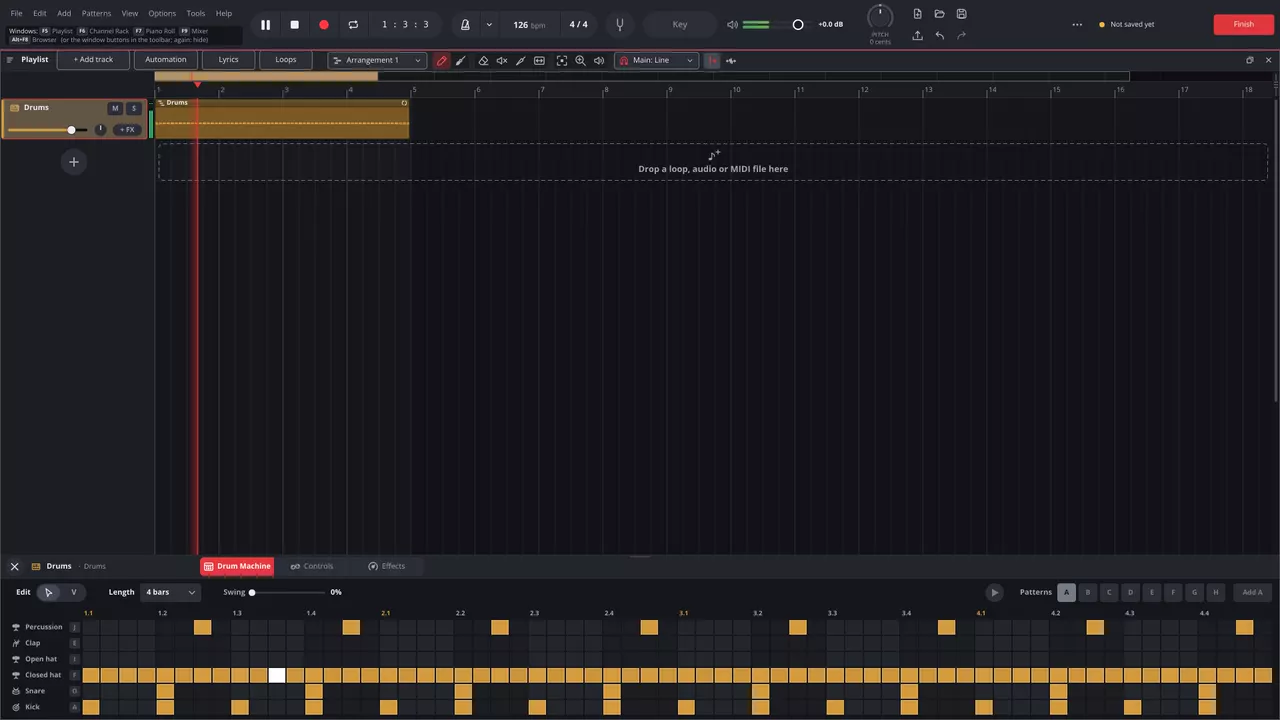 File Edit Add Patterns View Options Tools Help
Windows: F5 Playlist F6 Channel Rack F7 Piano Roll F9 Mixer
Alt+F8 Browser (or the window buttons in the toolbar; again: hide)
1 : 3 : 3
126 bpm
4 / 4
Key
+0.0 dB
PITCH
0 cents
Not saved yet
Finish
Playlist
+ Add track
Automation
Lyrics
Loops
Arrangement 1
Main: Line
1 2 3 4 5 6 7 8 9 10 11 12 13 14 15 16 17 18
Drums M S
+ FX
Drums
Drop a loop, audio or MIDI file here
Drums · Drums
Drum Machine
Controls
Effects
Edit V Length 4 bars Swing 0%
Patterns A B C D E F G H Add A
1.1 1.2 1.3 1.4 2.1 2.2 2.3 2.4 3.1 3.2 3.3 3.4 4.1 4.2 4.3 4.4
Percussion J
Clap E
Open hat I
Closed hat F
Snare D
Kick A